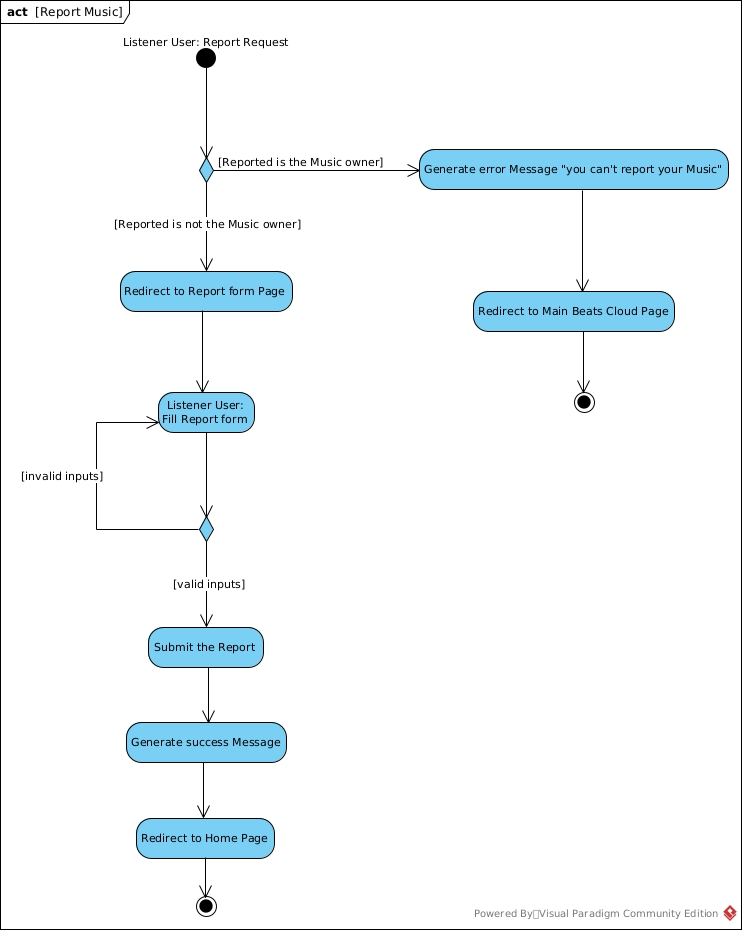 act [Report Music]
Listener User: Report Request
[Reported is the Music owner]
Generate error Message "you can't report your Music"
[Reported is not the Music owner]
Redirect to Report form Page
Redirect to Main Beats Cloud Page
Listener User:
Fill Report form
[invalid inputs]
[valid inputs]
Submit the Report
Generate success Message
Redirect to Home Page
Powered By Visual Paradigm Community Edition